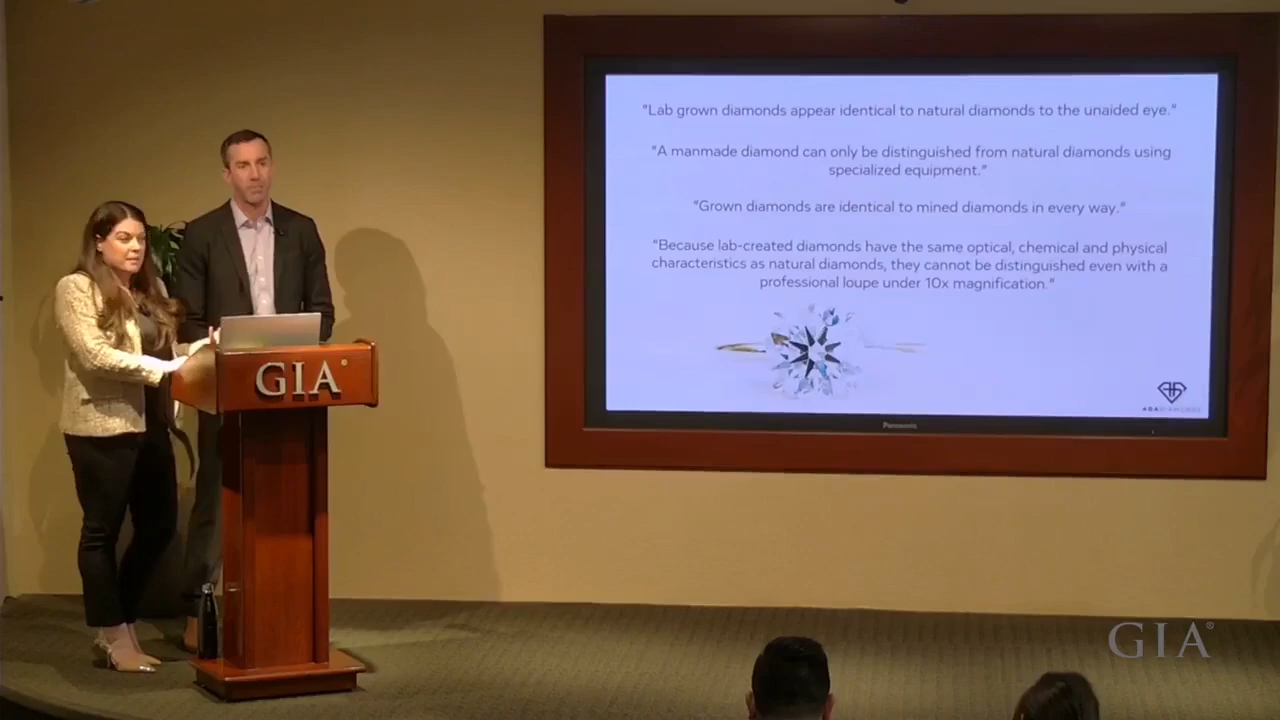 "Lab grown diamonds appear identical to natural diamonds to the unaided eye."
"A manmade diamond can only be distinguished from natural diamonds using
specialized equipment."
"Grown diamonds are identical to mined diamonds in every way."
"Because lab-created diamonds have the same optical, chemical and physical
characteristics as natural diamonds, they cannot be distinguished even with a
professional loupe under 10x magnification."
ADADIAMONDS
Panasonic
GIA®
GIA®